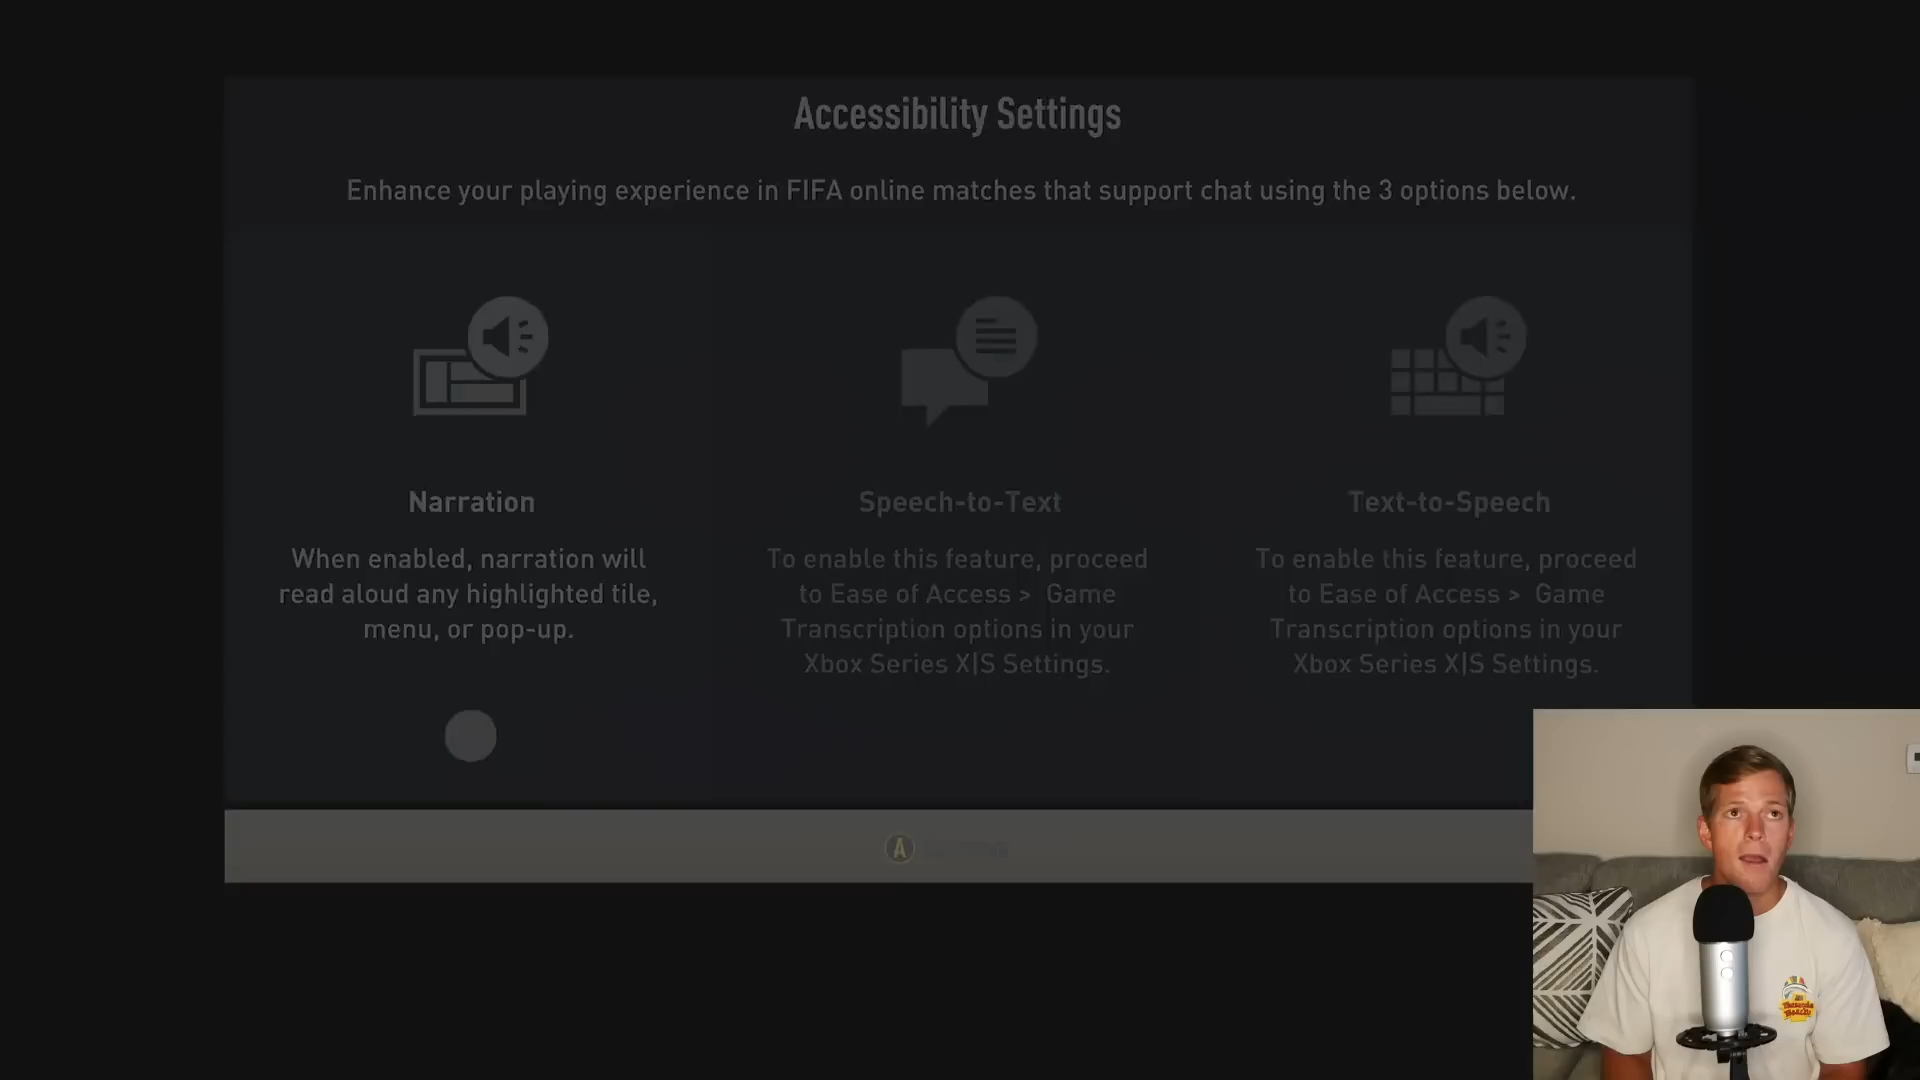 Accessibility Settings
Enhance your playing experience in FIFA online matches that support chat using the 3 options below.
Narration
When enabled, narration will
read aloud any highlighted tile,
menu, or pop-up.
Speech-to-Text
To enable this feature, proceed
to Ease of Access > Game
Transcription options in your
Xbox Series X|S Settings.
Text-to-Speech
To enable this feature, proceed
to Ease of Access > Game
Transcription options in your
Xbox Series X|S Settings.
A